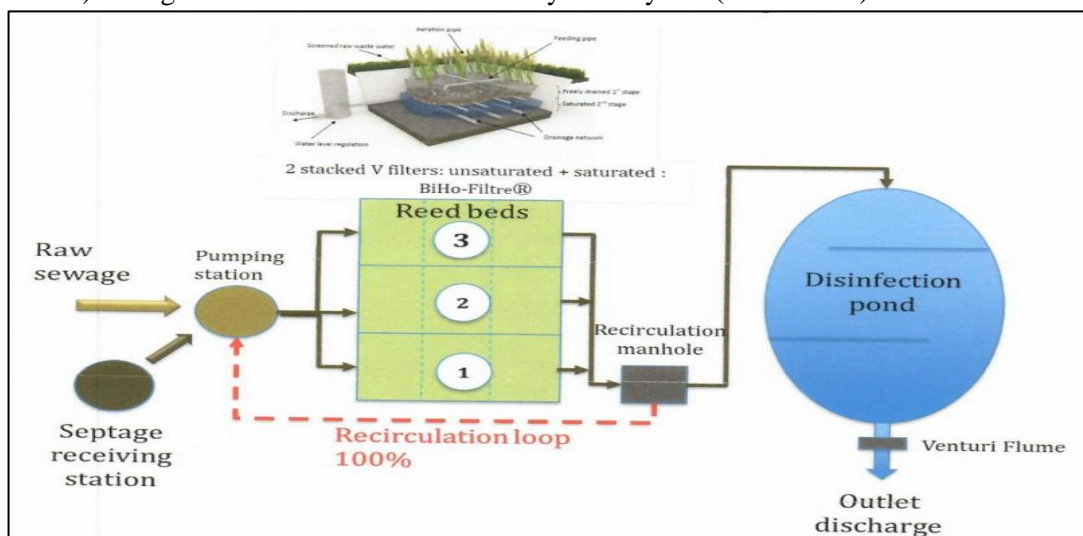 Aeration pipe
Screened raw waste water
Feeding pipe
Freely drained 1st stage
Saturated 2nd stage
Discharge
Water level regulation
Drainage network
2 stacked V filters: unsaturated + saturated :
BiHo-Filtre®
Reed beds
3
2
1
Raw
sewage
Pumping
station
Septage
receiving
station
Recirculation
manhole
Recirculation loop
100%
Disinfection
pond
Venturi Flume
Outlet
discharge